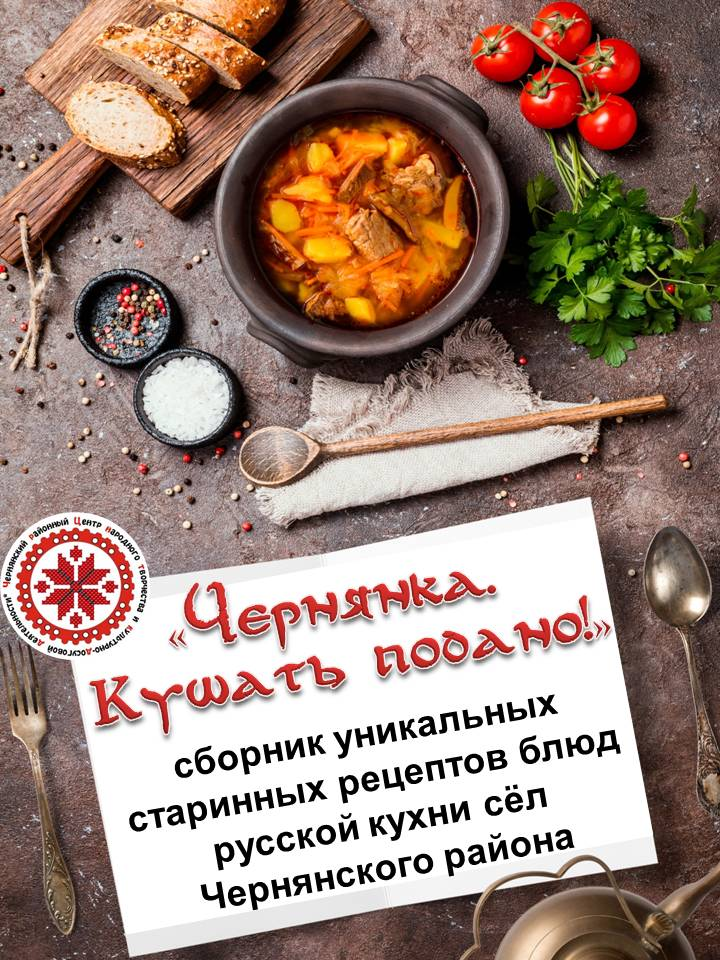 Чернянский Районный Центр Народного Творчества и Культурно-Досуговой Деятельности"
«Чернянка.
Кушать подано!»
сборник уникальных
старинных рецептов блюд
русской кухни сёл
Чернянского района